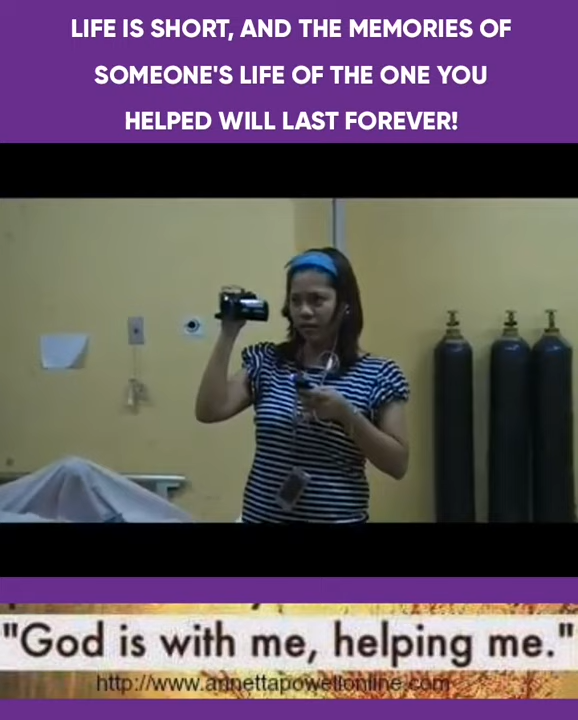 LIFE IS SHORT, AND THE MEMORIES OF
SOMEONE'S LIFE OF THE ONE YOU
HELPED WILL LAST FOREVER!
"God is with me, helping me."
http://www.annettapowellonline.com